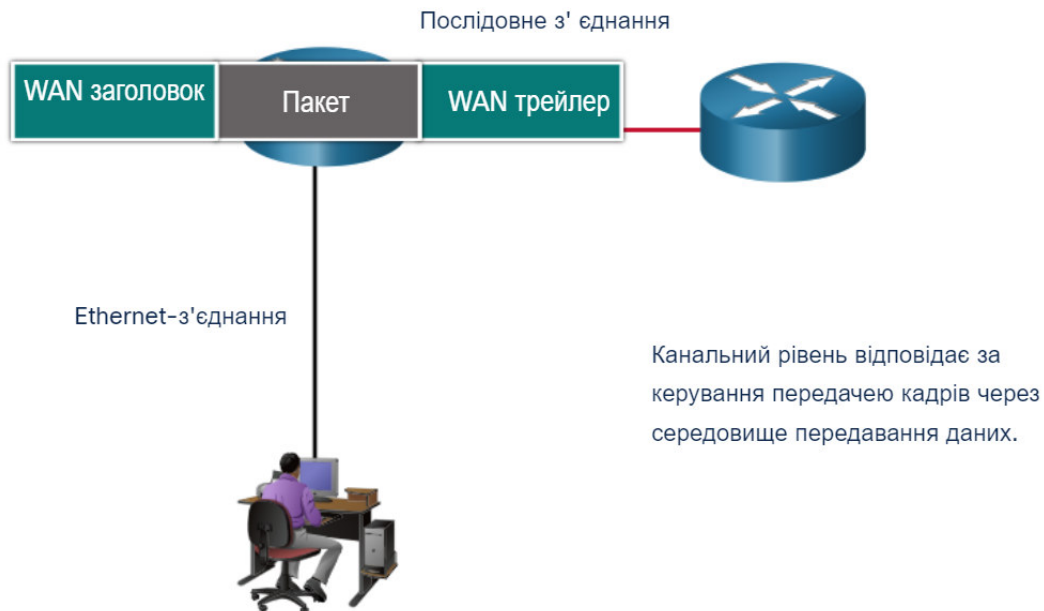 Послідовне з' єднання
WAN заголовок
Пакет
WAN трейлер
Ethernet-з'єднання
Канальний рівень відповідає за
керування передачею кадрів через
середовище передавання даних.